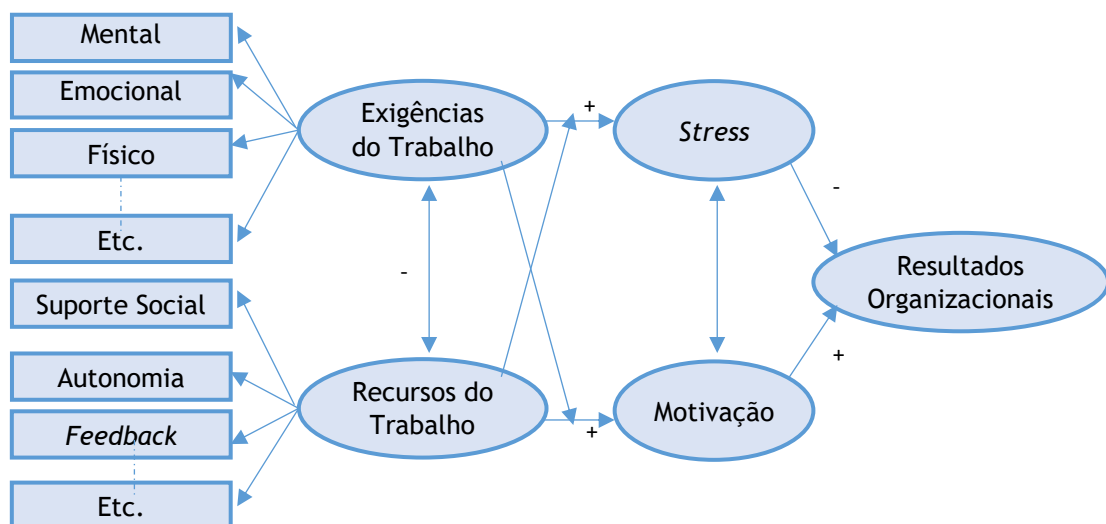 Mental
Emocional
Físico
Etc.
Suporte Social
Autonomia
Feedback
Etc.
Exigências
do Trabalho
-
Recursos do
Trabalho
+
+
Stress
Motivação
-
+
Resultados
Organizacionais